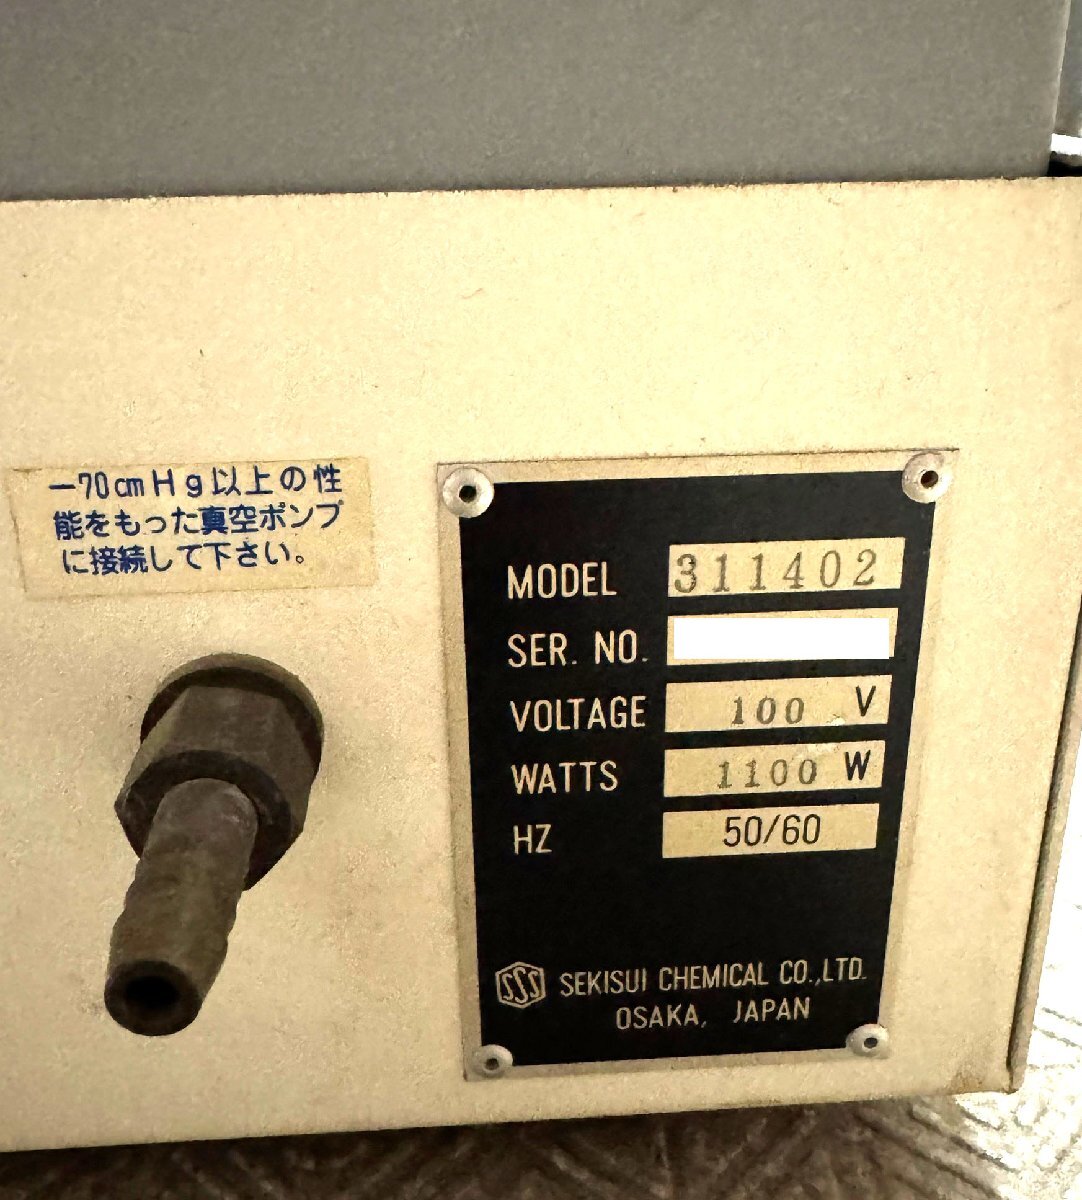 －70cmHg以上の性
能をもった真空ポンプ
に接続して下さい。
MODEL 311402
SER. NO.
VOLTAGE 100 V
WATTS 1100 W
HZ 50/60
SSS SEKISUI CHEMICAL CO.,LTD.
OSAKA, JAPAN